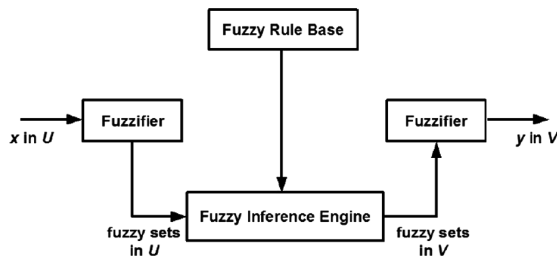 Fuzzy Rule Base
Fuzzifier
Fuzzifier
x in U
y in V
Fuzzy Inference Engine
fuzzy sets
in U
fuzzy sets
in V